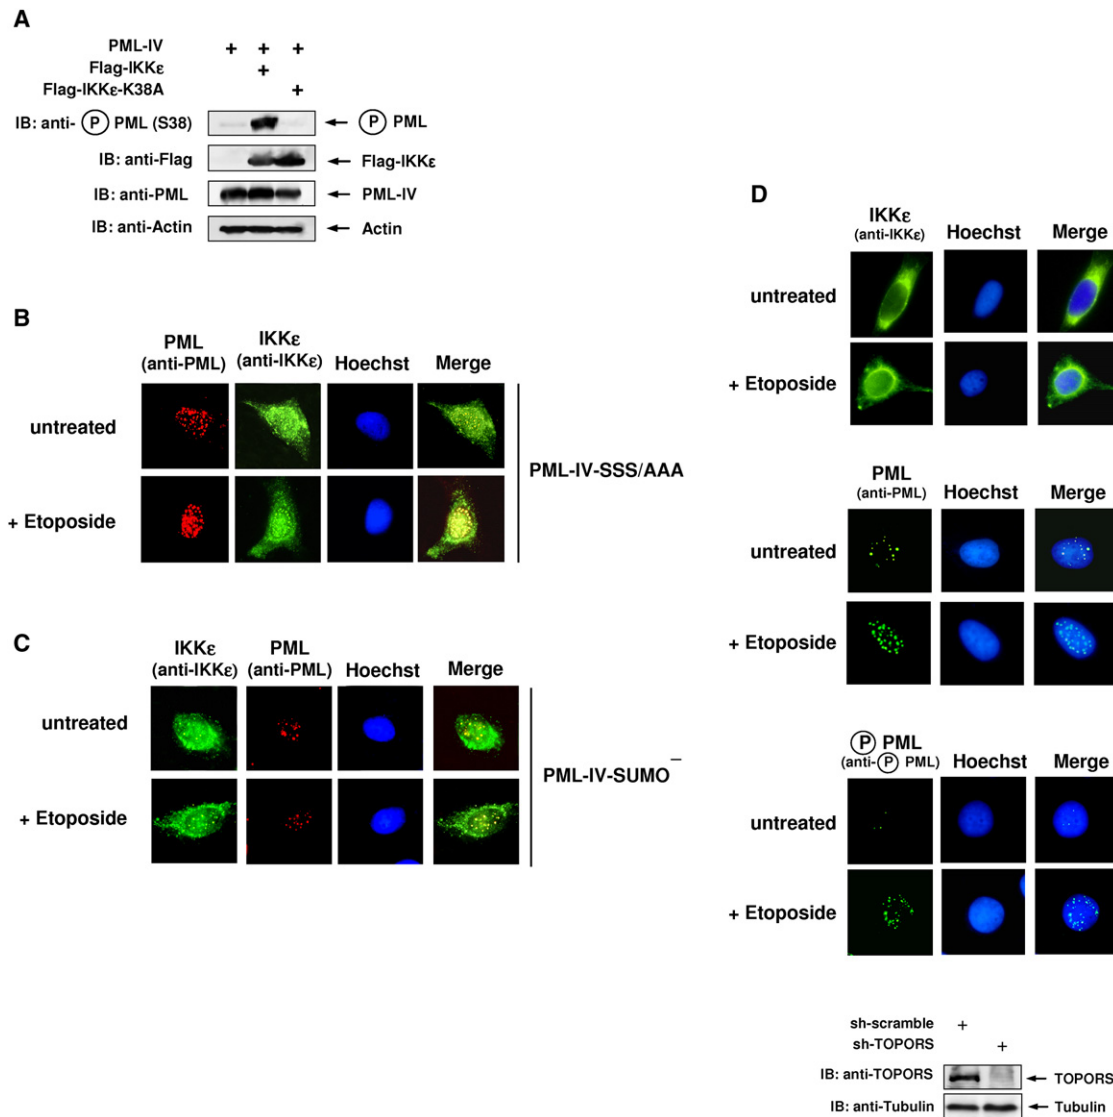 A
PML-IV + + +
Flag-IKKε +
Flag-IKKε-K38A +
IB: anti- P PML (S38) P PML
IB: anti-Flag Flag-IKKε
IB: anti-PML PML-IV
IB: anti-Actin Actin
B
PML IKKε Hoechst Merge
(anti-PML) (anti-IKKε)
untreated
+ Etoposide
PML-IV-SSS/AAA
C
IKKε PML Hoechst Merge
(anti-IKKε) (anti-PML)
untreated
+ Etoposide
PML-IV-SUMO⁻
D
IKKε Hoechst Merge
(anti-IKKε)
untreated
+ Etoposide
PML Hoechst Merge
(anti-PML)
untreated
+ Etoposide
P PML Hoechst Merge
(anti- P PML)
untreated
+ Etoposide
sh-scramble +
sh-TOPORS +
IB: anti-TOPORS TOPORS
IB: anti-Tubulin Tubulin